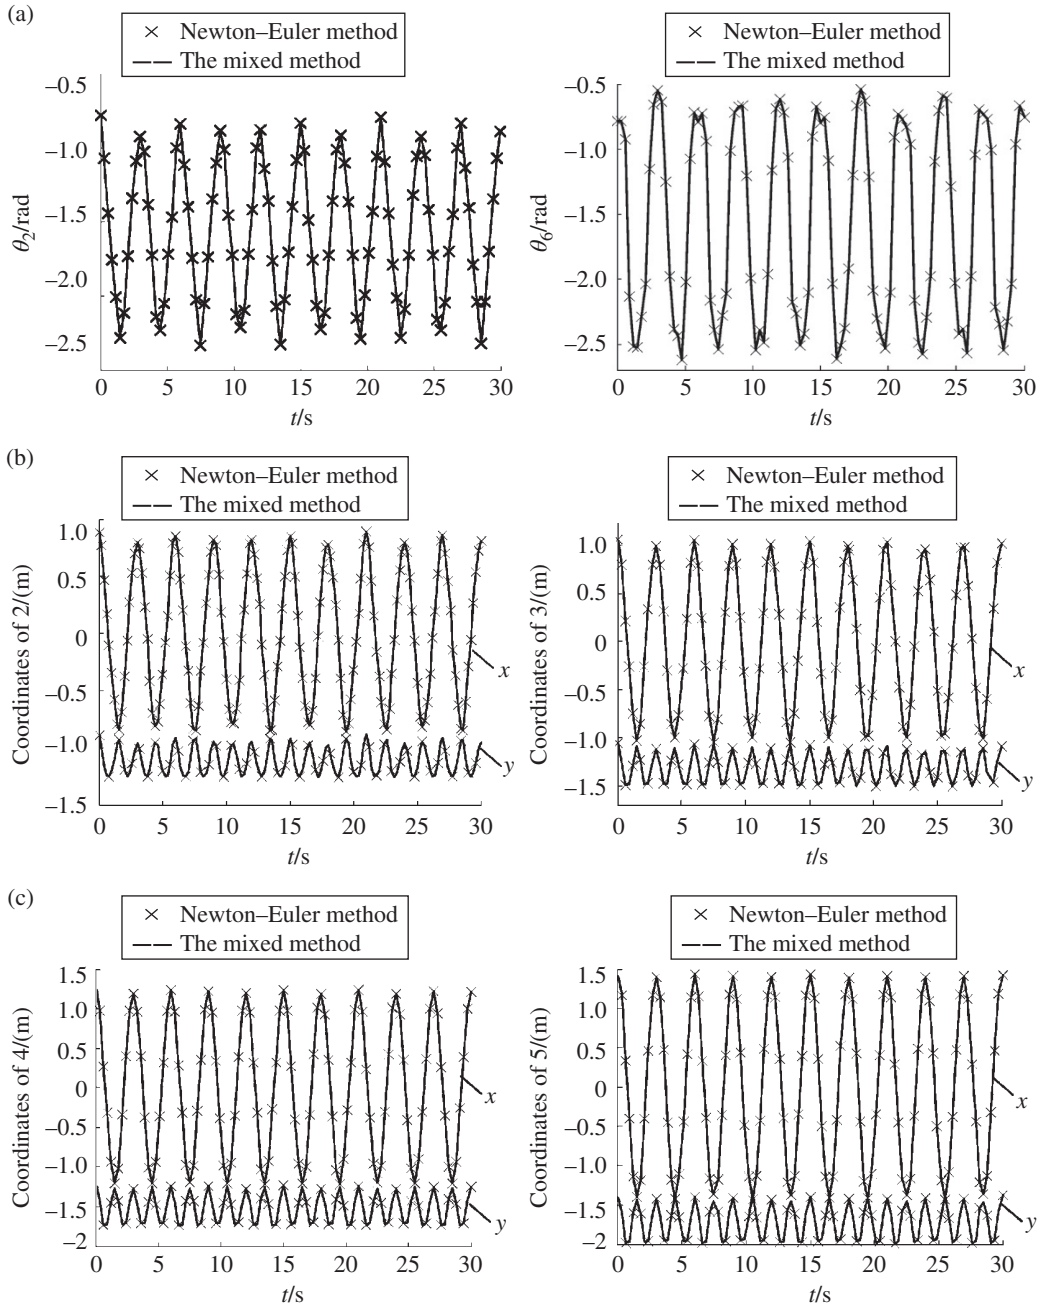 (a)
× Newton–Euler method
The mixed method
θ2/rad
–0.5
–1.0
–1.5
–2.0
–2.5
0 5 10 15 20 25 30
t/s
× Newton–Euler method
The mixed method
θ6/rad
–0.5
–1.0
–1.5
–2.0
–2.5
0 5 10 15 20 25 30
t/s
(b)
× Newton–Euler method
The mixed method
Coordinates of 2/(m)
1.0
0.5
0
–0.5
–1.0
–1.5
x
y
0 5 10 15 20 25 30
t/s
× Newton–Euler method
The mixed method
Coordinates of 3/(m)
1.0
0.5
0
–0.5
–1.0
–1.5
x
y
0 5 10 15 20 25 30
t/s
(c)
× Newton–Euler method
The mixed method
Coordinates of 4/(m)
1.5
1.0
0.5
0
–0.5
–1.0
–1.5
–2
x
y
0 5 10 15 20 25 30
t/s
× Newton–Euler method
The mixed method
Coordinates of 5/(m)
1.5
1.0
0.5
0
–0.5
–1.0
–1.5
–2
x
y
0 5 10 15 20 25 30
t/s